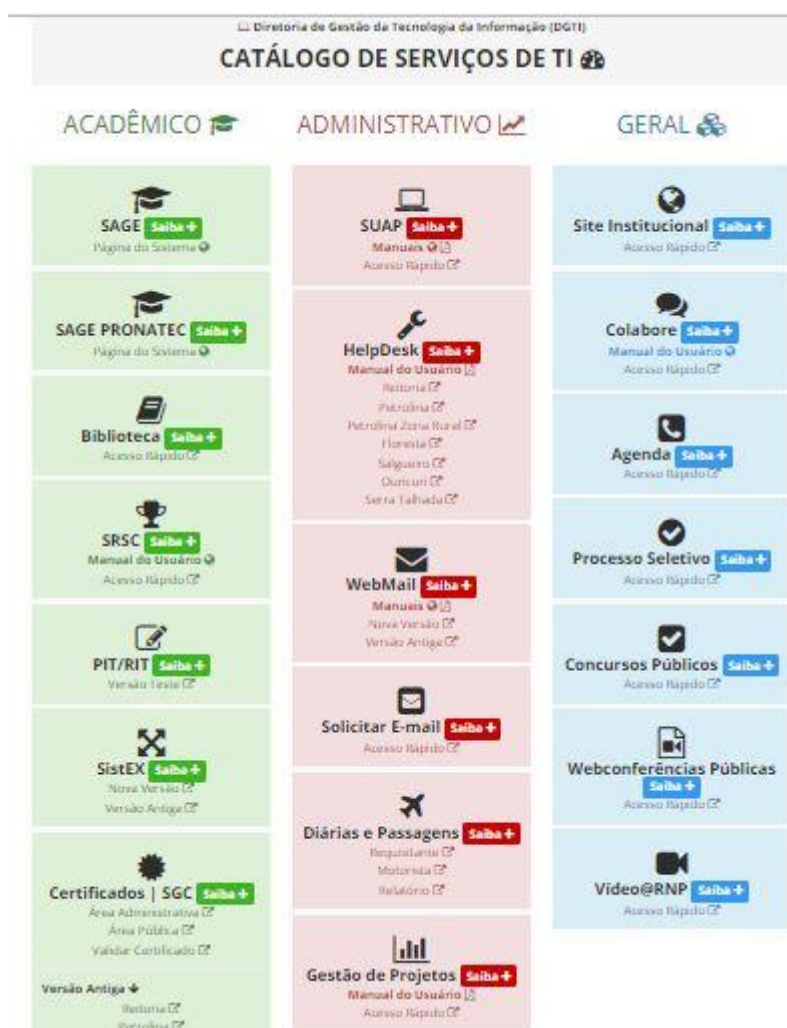 Diretoria de Gestão da Tecnologia da Informação (DGTI)
CATÁLOGO DE SERVIÇOS DE TI
ACADÊMICO
SAGE Saiba +
Página do Sistema
SAGE PRONATEC Saiba +
Página do Sistema
Biblioteca Saiba +
Acesso Rápido
SRSC Saiba +
Manual do Usuário
Acesso Rápido
PIT/RIT Saiba +
Versão Teste
SistEX Saiba +
Nova Versão
Versão Antiga
Certificados | SGC Saiba +
Área Administrativa
Área Pública
Validar Certificado
Versão Antiga
Reitoria
Petrolina
ADMINISTRATIVO
SUAP Saiba +
Manuais
Acesso Rápido
HelpDesk Saiba +
Manual do Usuário
Reitoria
Petrolina
Petrolina Zona Rural
Floresta
Salgueiro
Ouricuri
Serra Talhada
WebMail Saiba +
Manuais
Nova Versão
Versão Antiga
Solicitar E-mail Saiba +
Acesso Rápido
Diárias e Passagens Saiba +
Requisitante
Motorista
Relatório
Gestão de Projetos Saiba +
Manual do Usuário
Acesso Rápido
GERAL
Site Institucional Saiba +
Acesso Rápido
Colabore Saiba +
Manual do Usuário
Acesso Rápido
Agenda Saiba +
Acesso Rápido
Processo Seletivo Saiba +
Acesso Rápido
Concursos Públicos Saiba +
Acesso Rápido
Webconferências Públicas
Saiba +
Acesso Rápido
Vídeo@RNP Saiba +
Acesso Rápido